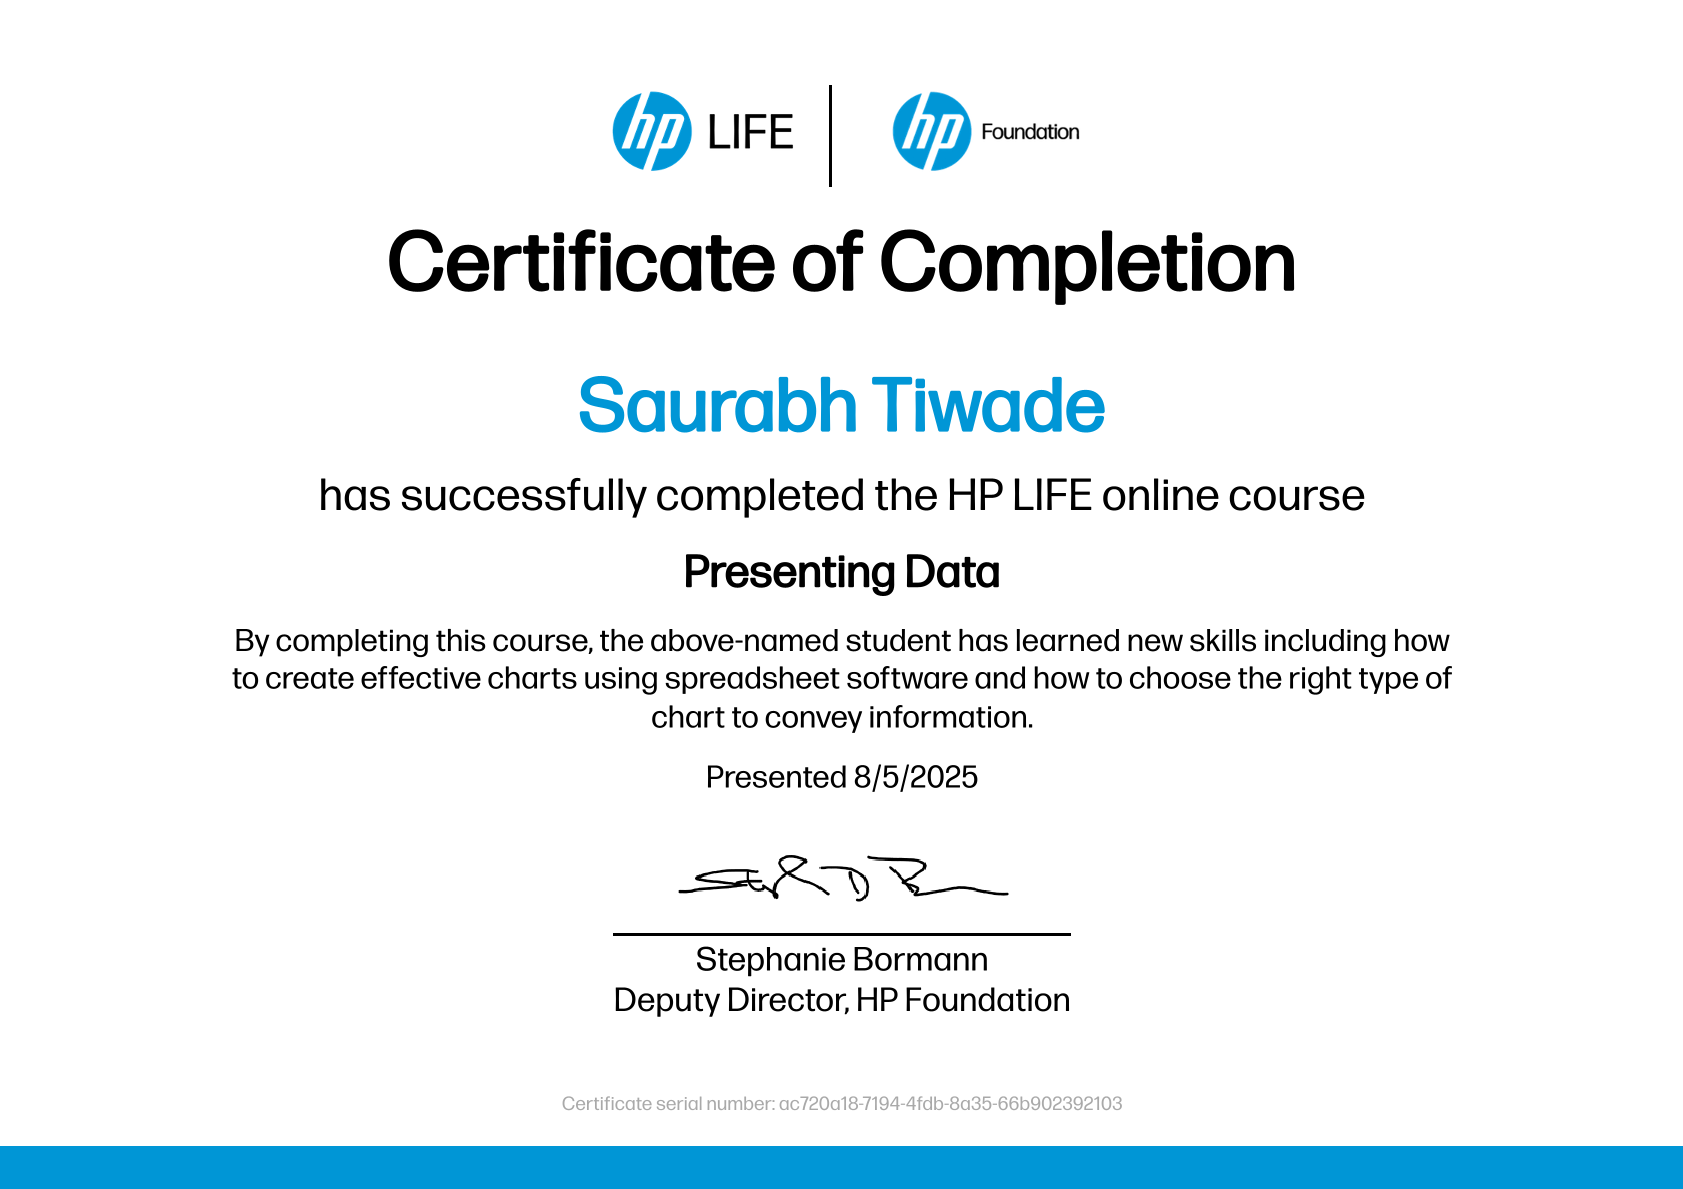 hp LIFE
hp Foundation
Certificate of Completion
Saurabh Tiwade
has successfully completed the HP LIFE online course
Presenting Data
By completing this course, the above-named student has learned new skills including how
to create effective charts using spreadsheet software and how to choose the right type of
chart to convey information.
Presented 8/5/2025
Stephanie Bormann
Deputy Director, HP Foundation
Certificate serial number: ac720a18-7194-4fdb-8a35-66b902392103